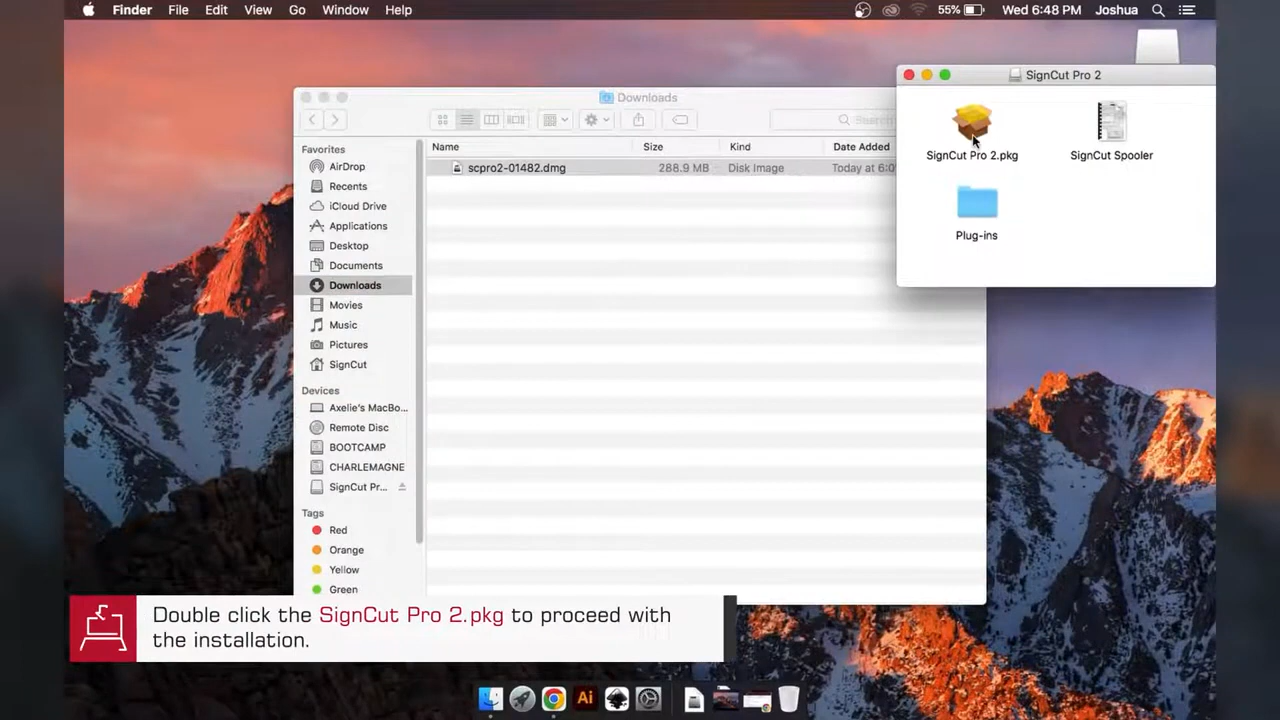 Finder File Edit View Go Window Help 55% Wed 6:48 PM Joshua
SignCut Pro 2
SignCut Pro 2.pkg SignCut Spooler
Plug-ins
Downloads
Search
Name Size Kind Date Added
scpro2-01482.dmg 288.9 MB Disk Image Today at 6:0
Favorites
AirDrop
Recents
iCloud Drive
Applications
Desktop
Documents
Downloads
Movies
Music
Pictures
SignCut
Devices
Axelie's MacBo...
Remote Disc
BOOTCAMP
CHARLEMAGNE
SignCut Pr...
Tags
Red
Orange
Yellow
Green
Double click the SignCut Pro 2.pkg to proceed with
the installation.
Ai